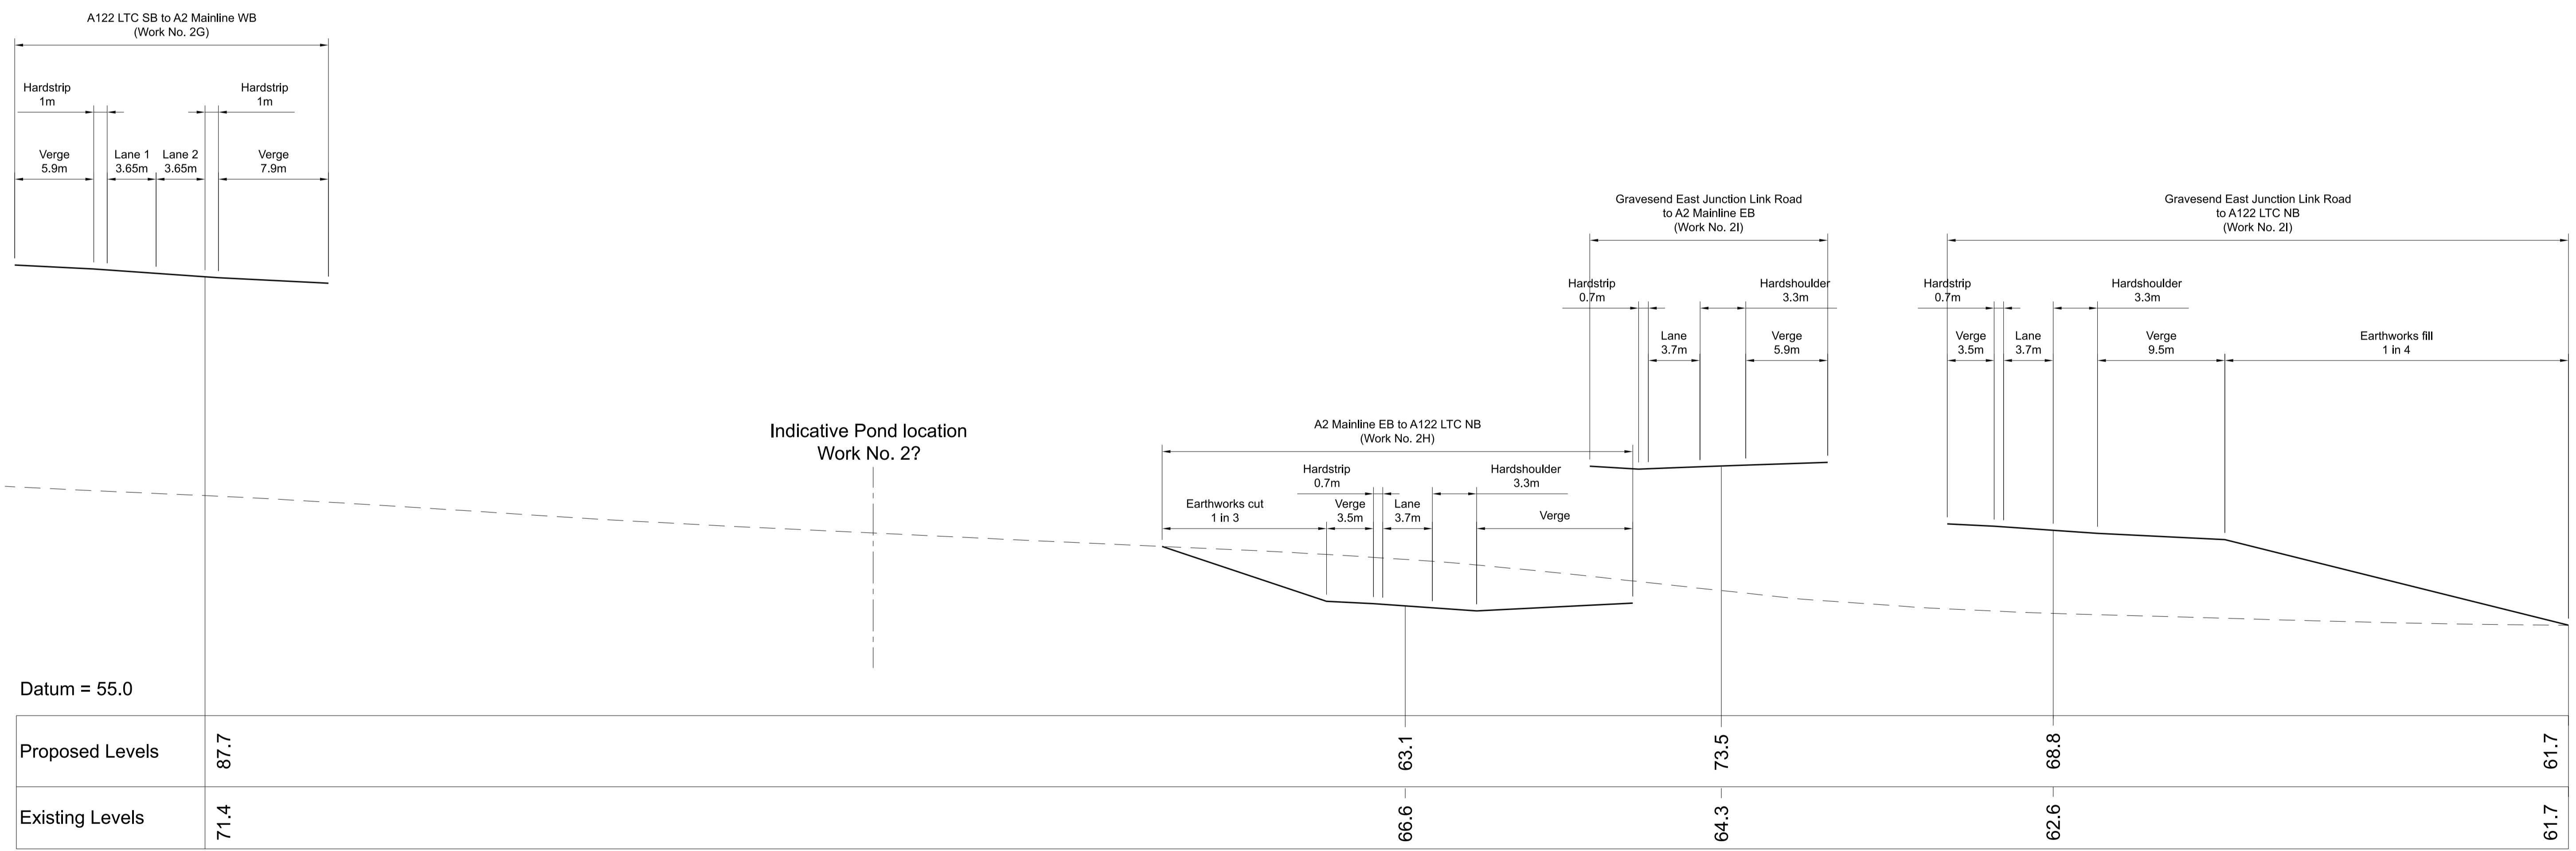 A122 LTC SB to A2 Mainline WB
(Work No. 2G)
Hardstrip
1m
Hardstrip
1m
Verge
5.9m
Lane 1
3.65m
Lane 2
3.65m
Verge
7.9m
Indicative Pond location
Work No. 2?
A2 Mainline EB to A122 LTC NB
(Work No. 2H)
Hardstrip
0.7m
Hardshoulder
3.3m
Earthworks cut
1 in 3
Verge
3.5m
Lane
3.7m
Verge
Gravesend East Junction Link Road
to A2 Mainline EB
(Work No. 2I)
Hardstrip
0.7m
Hardshoulder
3.3m
Lane
3.7m
Verge
5.9m
Gravesend East Junction Link Road
to A122 LTC NB
(Work No. 2I)
Hardstrip
0.7m
Hardshoulder
3.3m
Verge
3.5m
Lane
3.7m
Verge
9.5m
Earthworks fill
1 in 4
Datum = 55.0
Proposed Levels
87.7
63.1
73.5
68.8
61.7
Existing Levels
71.4
66.6
64.3
62.6
61.7